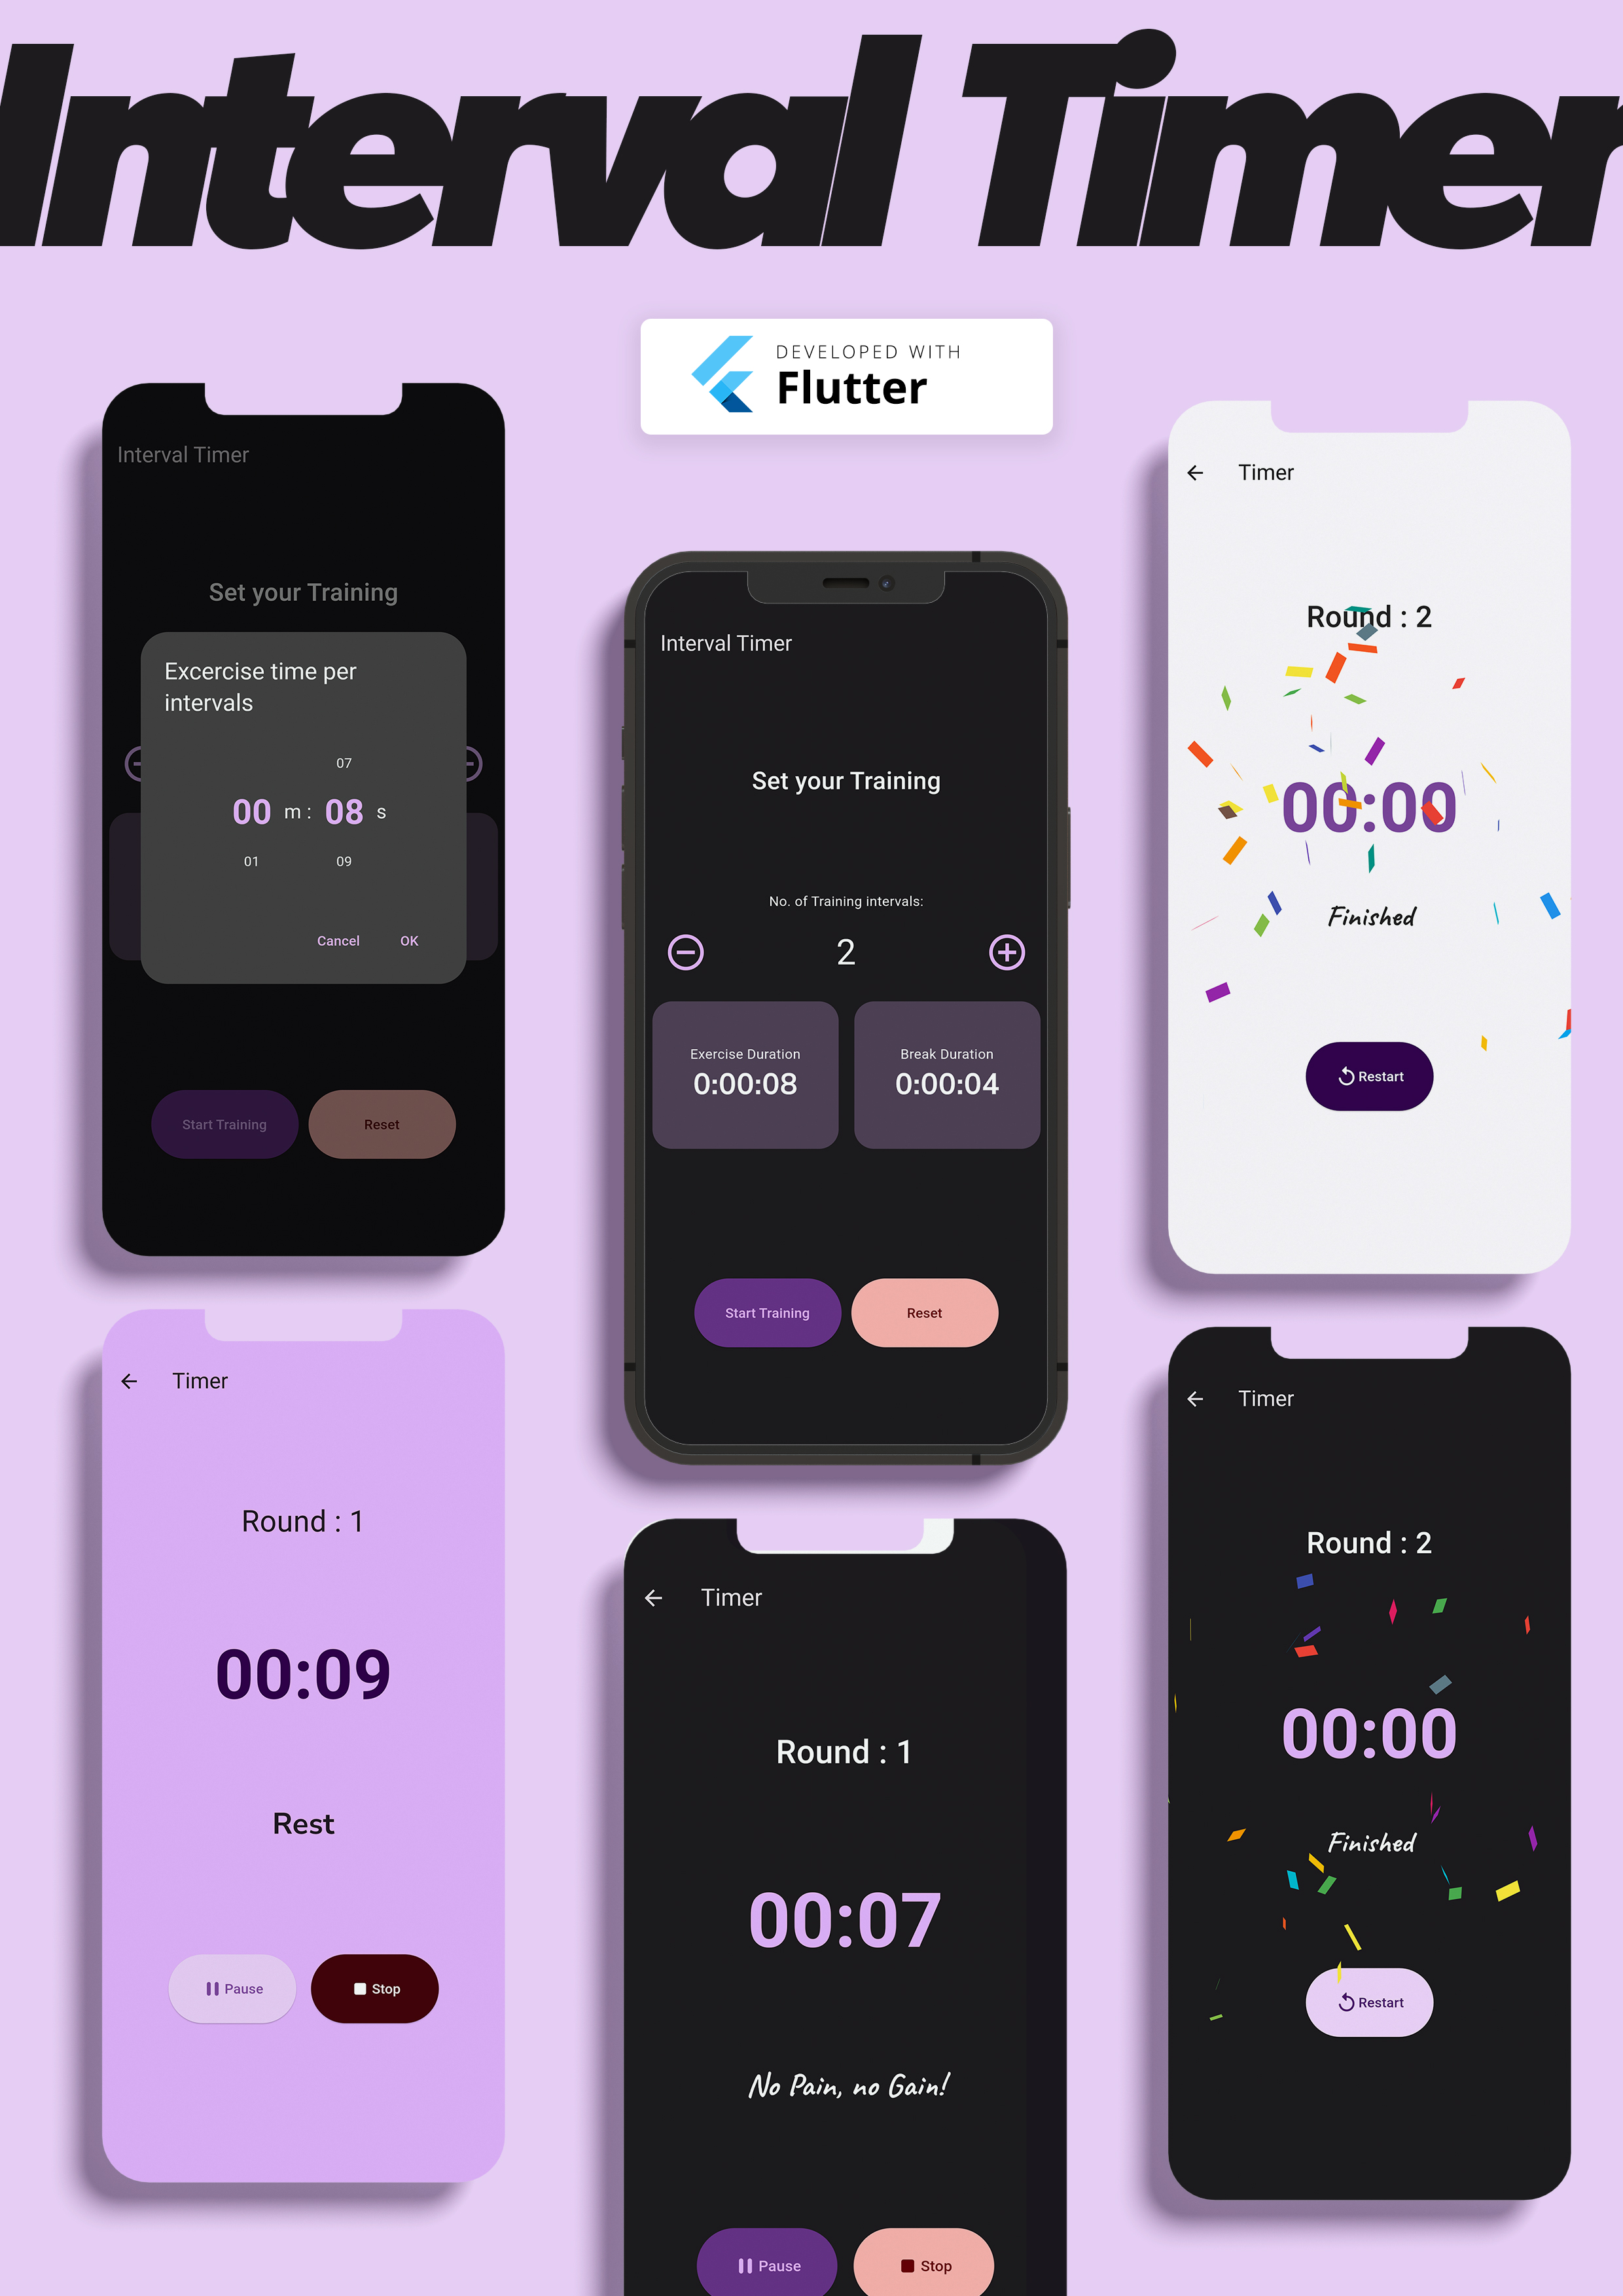 Interval Timer
DEVELOPED WITH
Flutter
Interval Timer
Set your Training
Excercise time per
intervals
07
00 m : 08 s
01 09
Cancel OK
Start Training Reset
Interval Timer
Set your Training
No. of Training intervals:
2
Exercise Duration Break Duration
0:00:08 0:00:04
Start Training Reset
Timer
Round : 2
00:00
Finished
Restart
Timer
Round : 1
00:09
Rest
Pause Stop
Timer
Round : 1
00:07
No Pain, no Gain!
Pause Stop
Timer
Round : 2
00:00
Finished
Restart